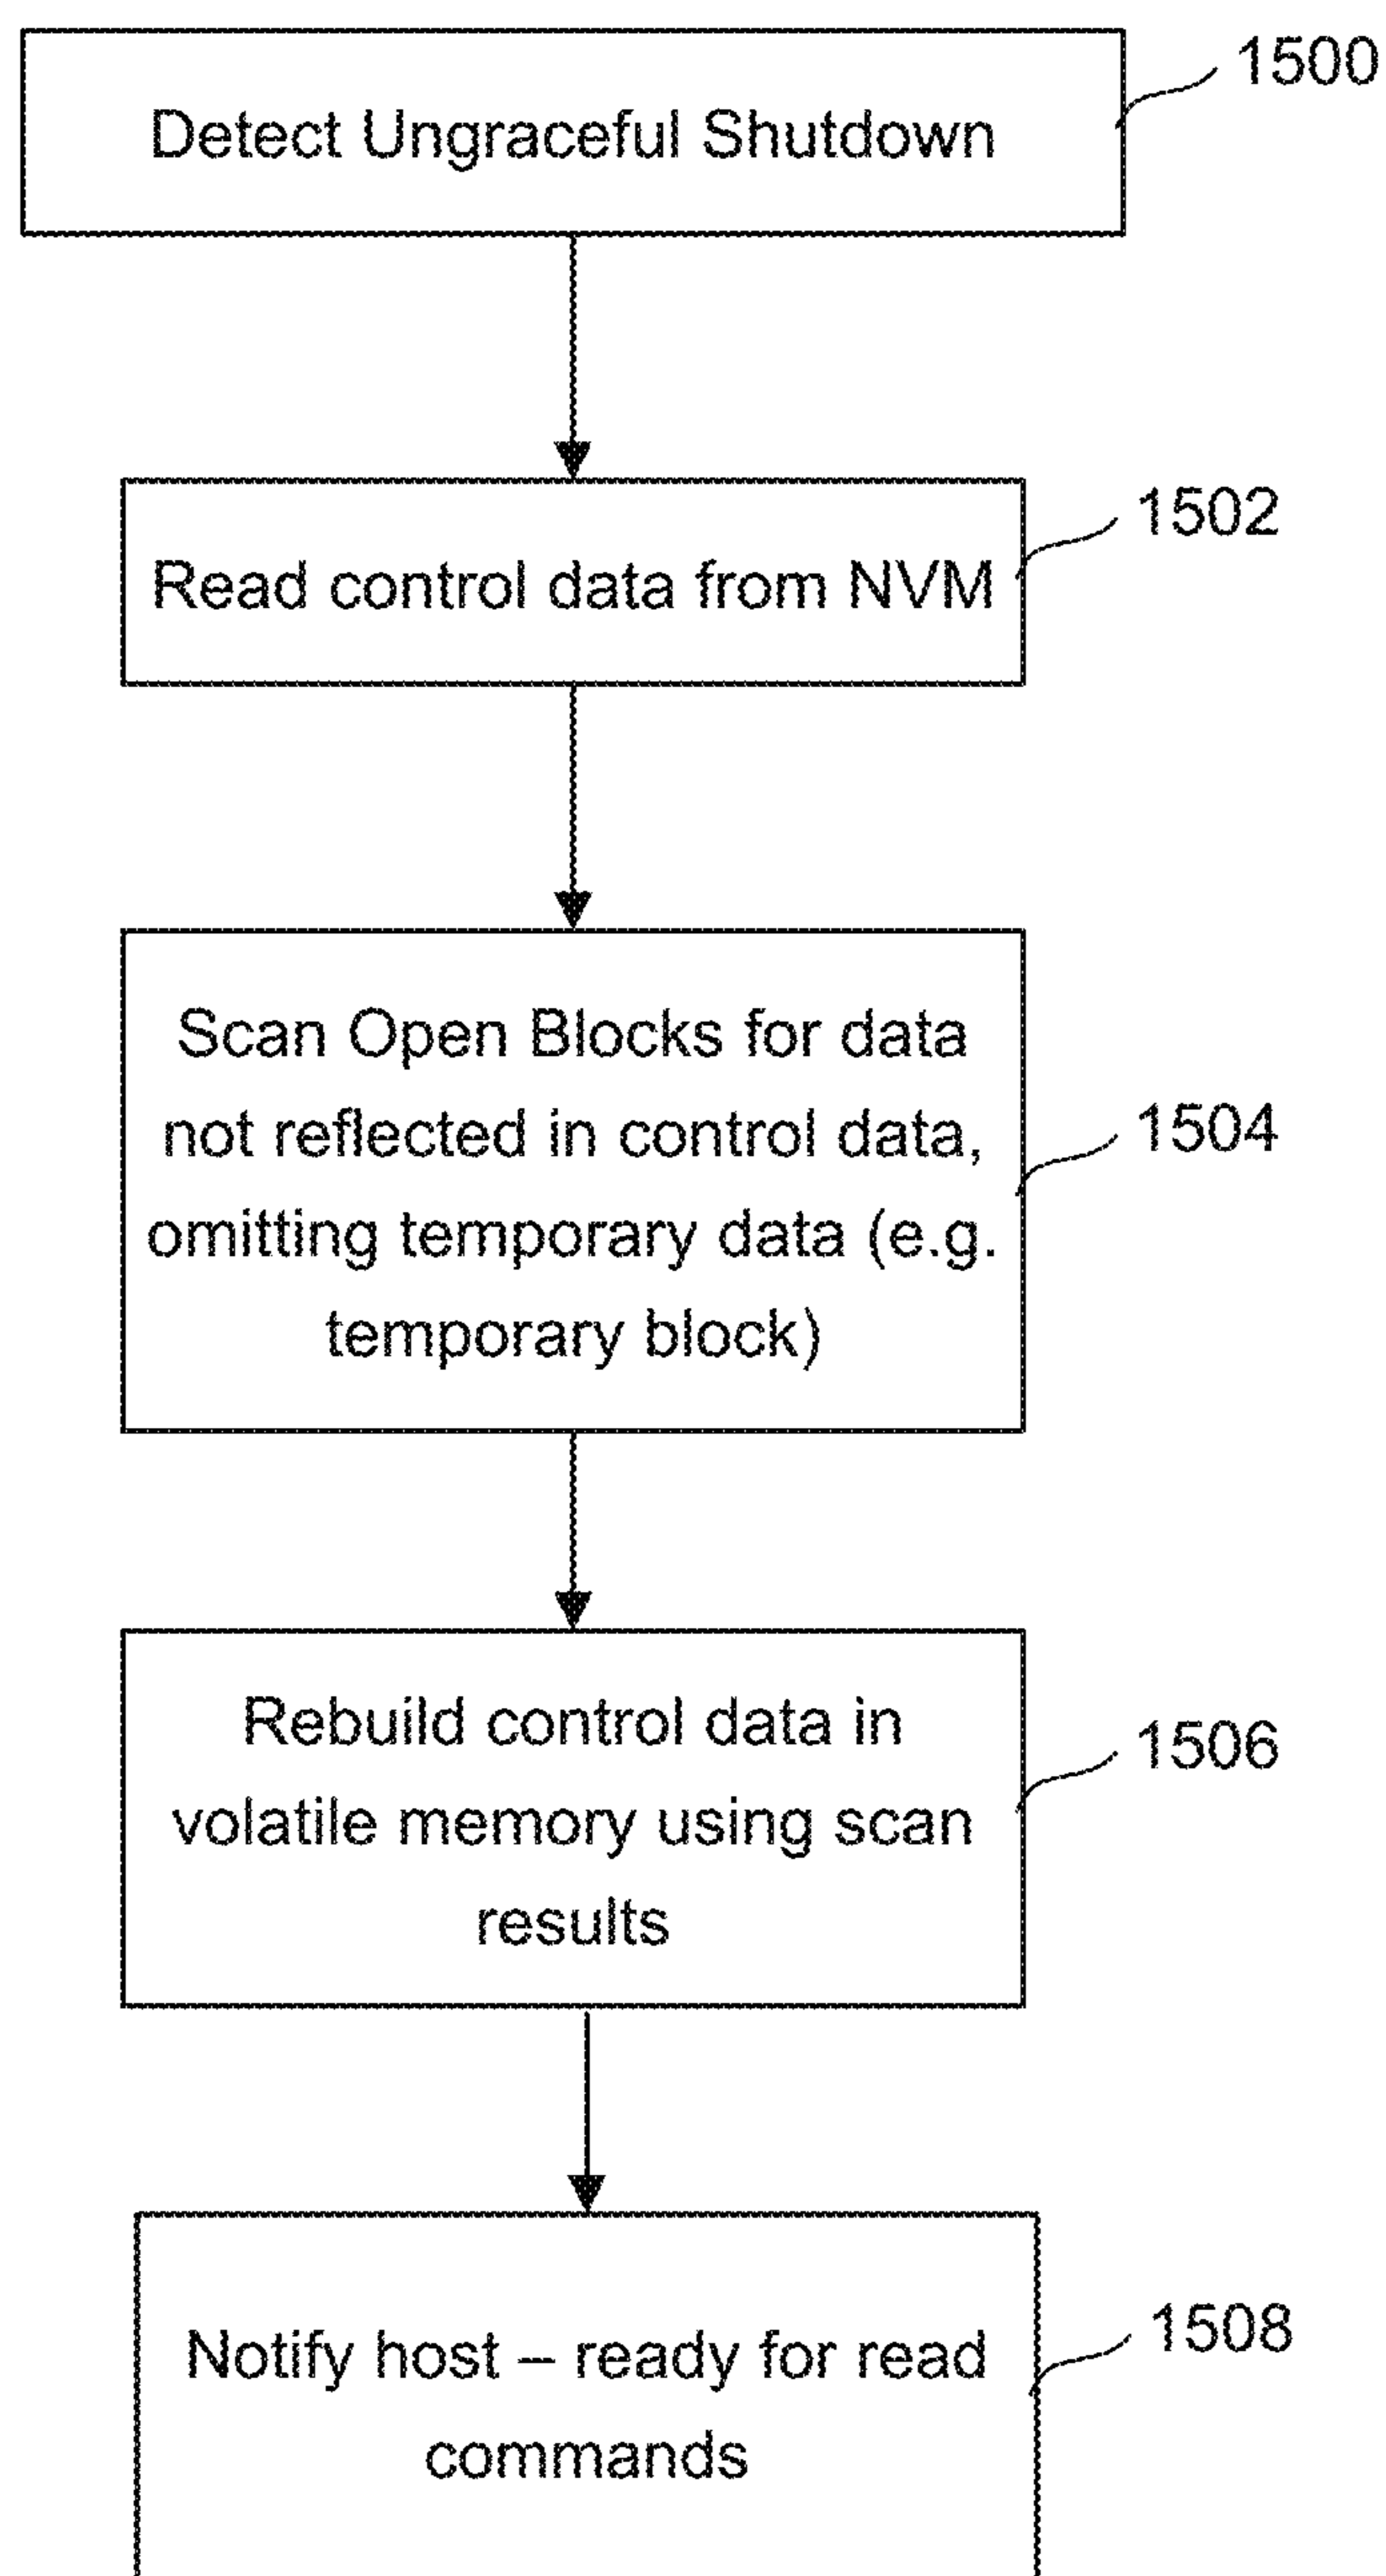 Detect Ungraceful Shutdown
1500
Read control data from NVM
1502
Scan Open Blocks for data
not reflected in control data,
omitting temporary data (e.g.
temporary block)
1504
Rebuild control data in
volatile memory using scan
results
1506
Notify host – ready for read
commands
1508